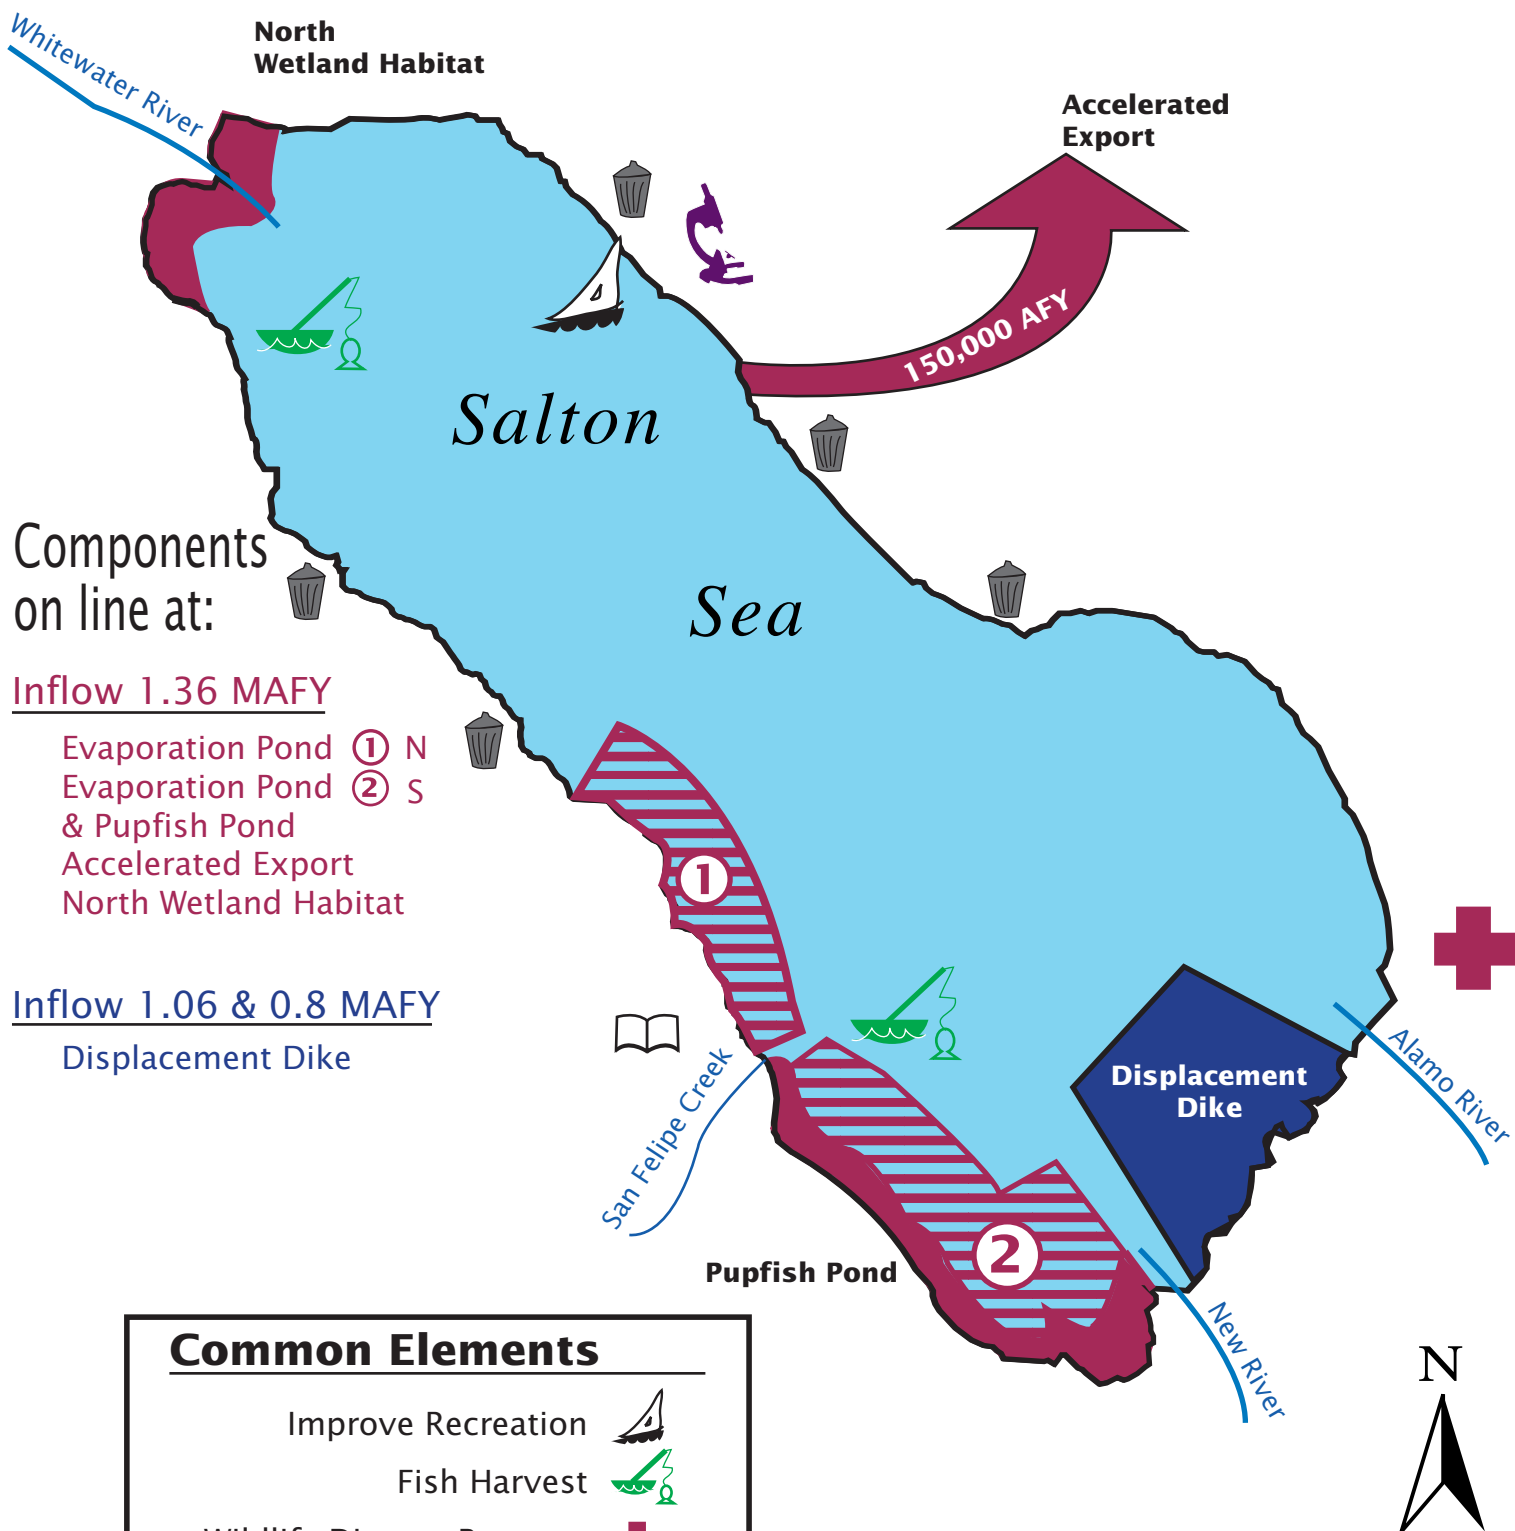 Whitewater River
North
Wetland Habitat
Accelerated
Export
150,000 AFY
Salton
Sea
Components
on line at:
Inflow 1.36 MAFY
Evaporation Pond 1 N
Evaporation Pond 2 S
& Pupfish Pond
Accelerated Export
North Wetland Habitat
Inflow 1.06 & 0.8 MAFY
Displacement Dike
1
San Felipe Creek
Displacement
Dike
Alamo River
2
Pupfish Pond
New River
N
Common Elements
Improve Recreation
Fish Harvest